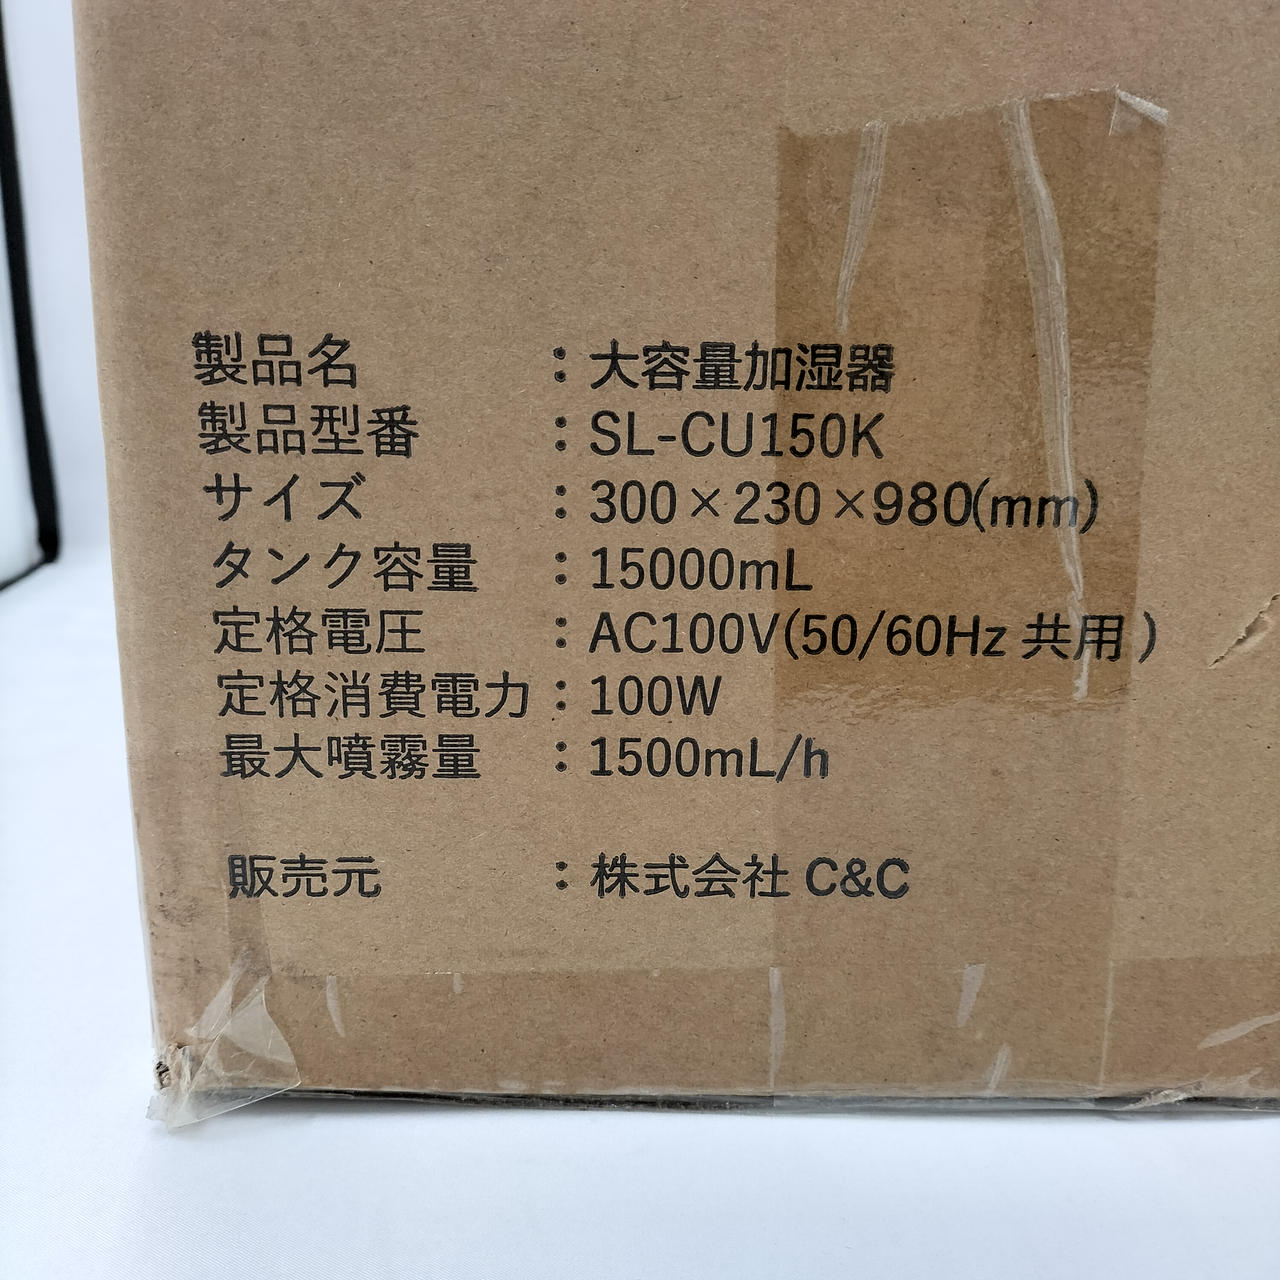 製品名 : 大容量加湿器
製品型番 : SL-CU150K
サイズ : 300×230×980(mm)
タンク容量 : 15000mL
定格電圧 : AC100V(50/60Hz 共用)
定格消費電力 : 100W
最大噴霧量 : 1500mL/h
販売元 : 株式会社 C&C